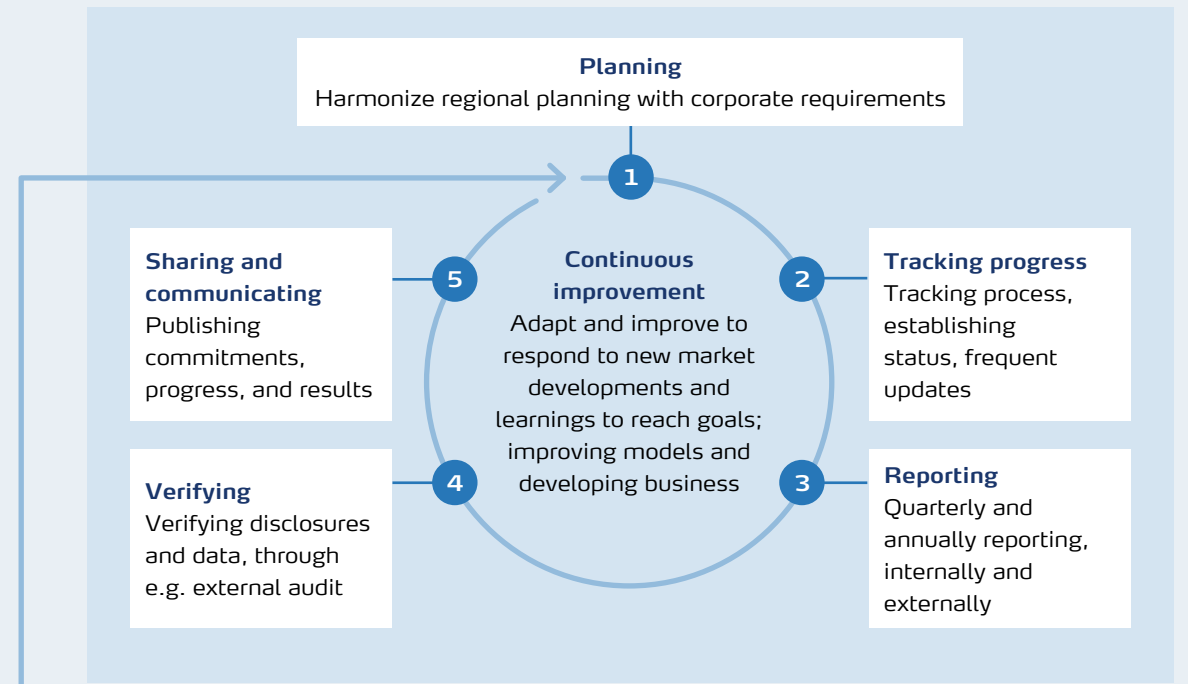 Planning
Harmonize regional planning with corporate requirements
1
2
Tracking progress
Tracking process,
establishing
status, frequent
updates
3
Reporting
Quarterly and
annually reporting,
internally and
externally
4
Verifying
Verifying disclosures
and data, through
e.g. external audit
5
Sharing and
communicating
Publishing
commitments,
progress, and results
Continuous
improvement
Adapt and improve to
respond to new market
developments and
learnings to reach goals;
improving models and
developing business